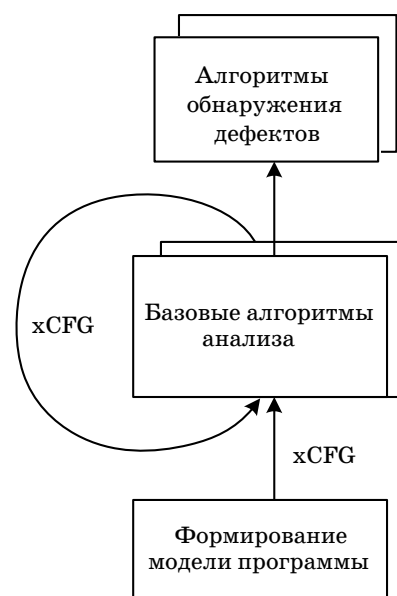 Алгоритмы
обнаружения
дефектов
xCFG
Базовые алгоритмы
анализа
xCFG
Формирование
модели программы